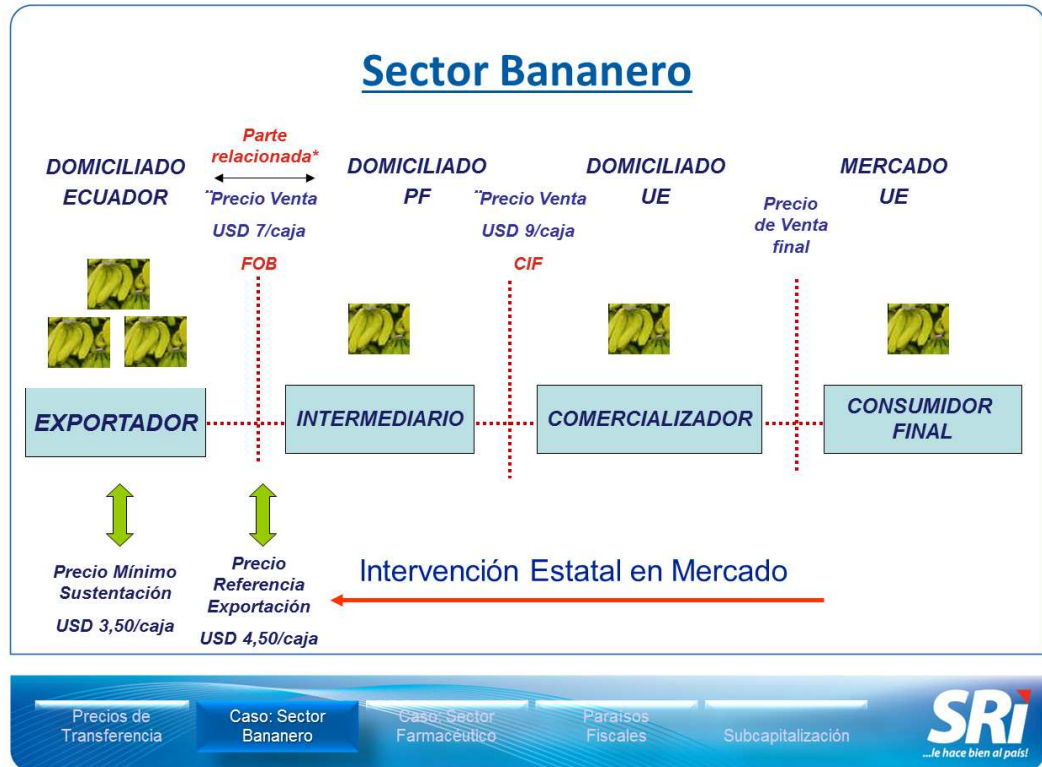 Sector Bananero
DOMICILIADO
ECUADOR
Parte
relacionada*
¨Precio Venta
USD 7/caja
FOB
DOMICILIADO
PF
¨Precio Venta
USD 9/caja
CIF
DOMICILIADO
UE
Precio
de Venta
final
MERCADO
UE
EXPORTADOR
INTERMEDIARIO
COMERCIALIZADOR
CONSUMIDOR
FINAL
Precio Mínimo
Sustentación
USD 3,50/caja
Precio
Referencia
Exportación
USD 4,50/caja
Intervención Estatal en Mercado
Precios de
Transferencia
Caso: Sector
Bananero
Caso: Sector
Farmacéutico
Paraísos
Fiscales
Subcapitalización
SRi
...le hace bien al país!